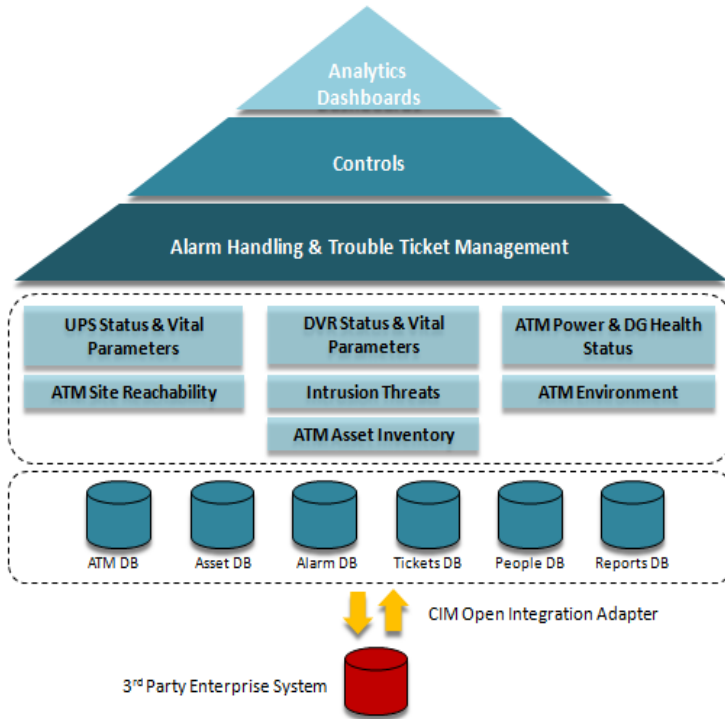 Analytics
Dashboards
Controls
Alarm Handling & Trouble Ticket Management
UPS Status & Vital
Parameters
DVR Status & Vital
Parameters
ATM Power & DG Health
Status
ATM Site Reachability
Intrusion Threats
ATM Environment
ATM Asset Inventory
ATM DB
Asset DB
Alarm DB
Tickets DB
People DB
Reports DB
CIM Open Integration Adapter
3rd Party Enterprise System